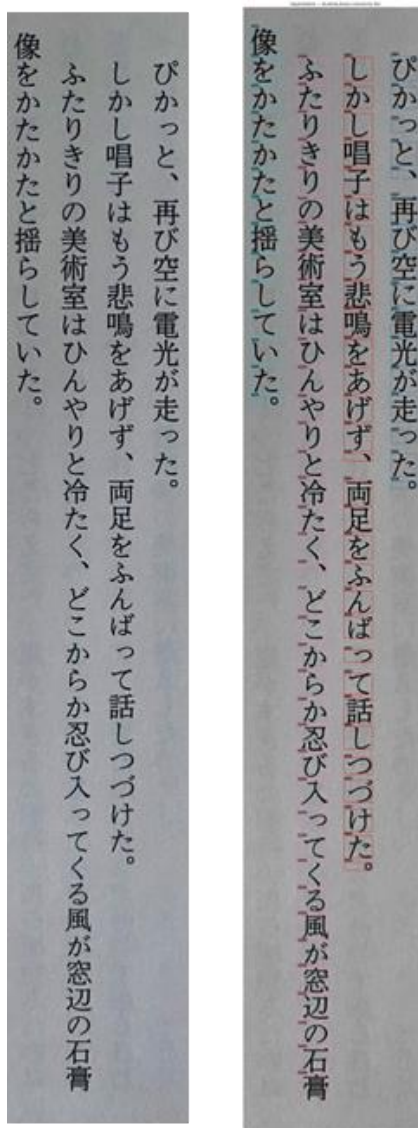 ぴかっと、再び空に電光が走った。
しかし唱子はもう悲鳴をあげず、両足をふんばって話しつづけた。
ふたりきりの美術室はひんやりと冷たく、どこからか忍び入ってくる風が窓辺の石膏
像をかたかたと揺らしていた。
ぴかっと、再び空に電光が走った。
しかし唱子はもう悲鳴をあげず、両足をふんばって話しつづけた。
ふたりきりの美術室はひんやりと冷たく、どこからか忍び入ってくる風が窓辺の石膏
像をかたかたと揺らしていた。